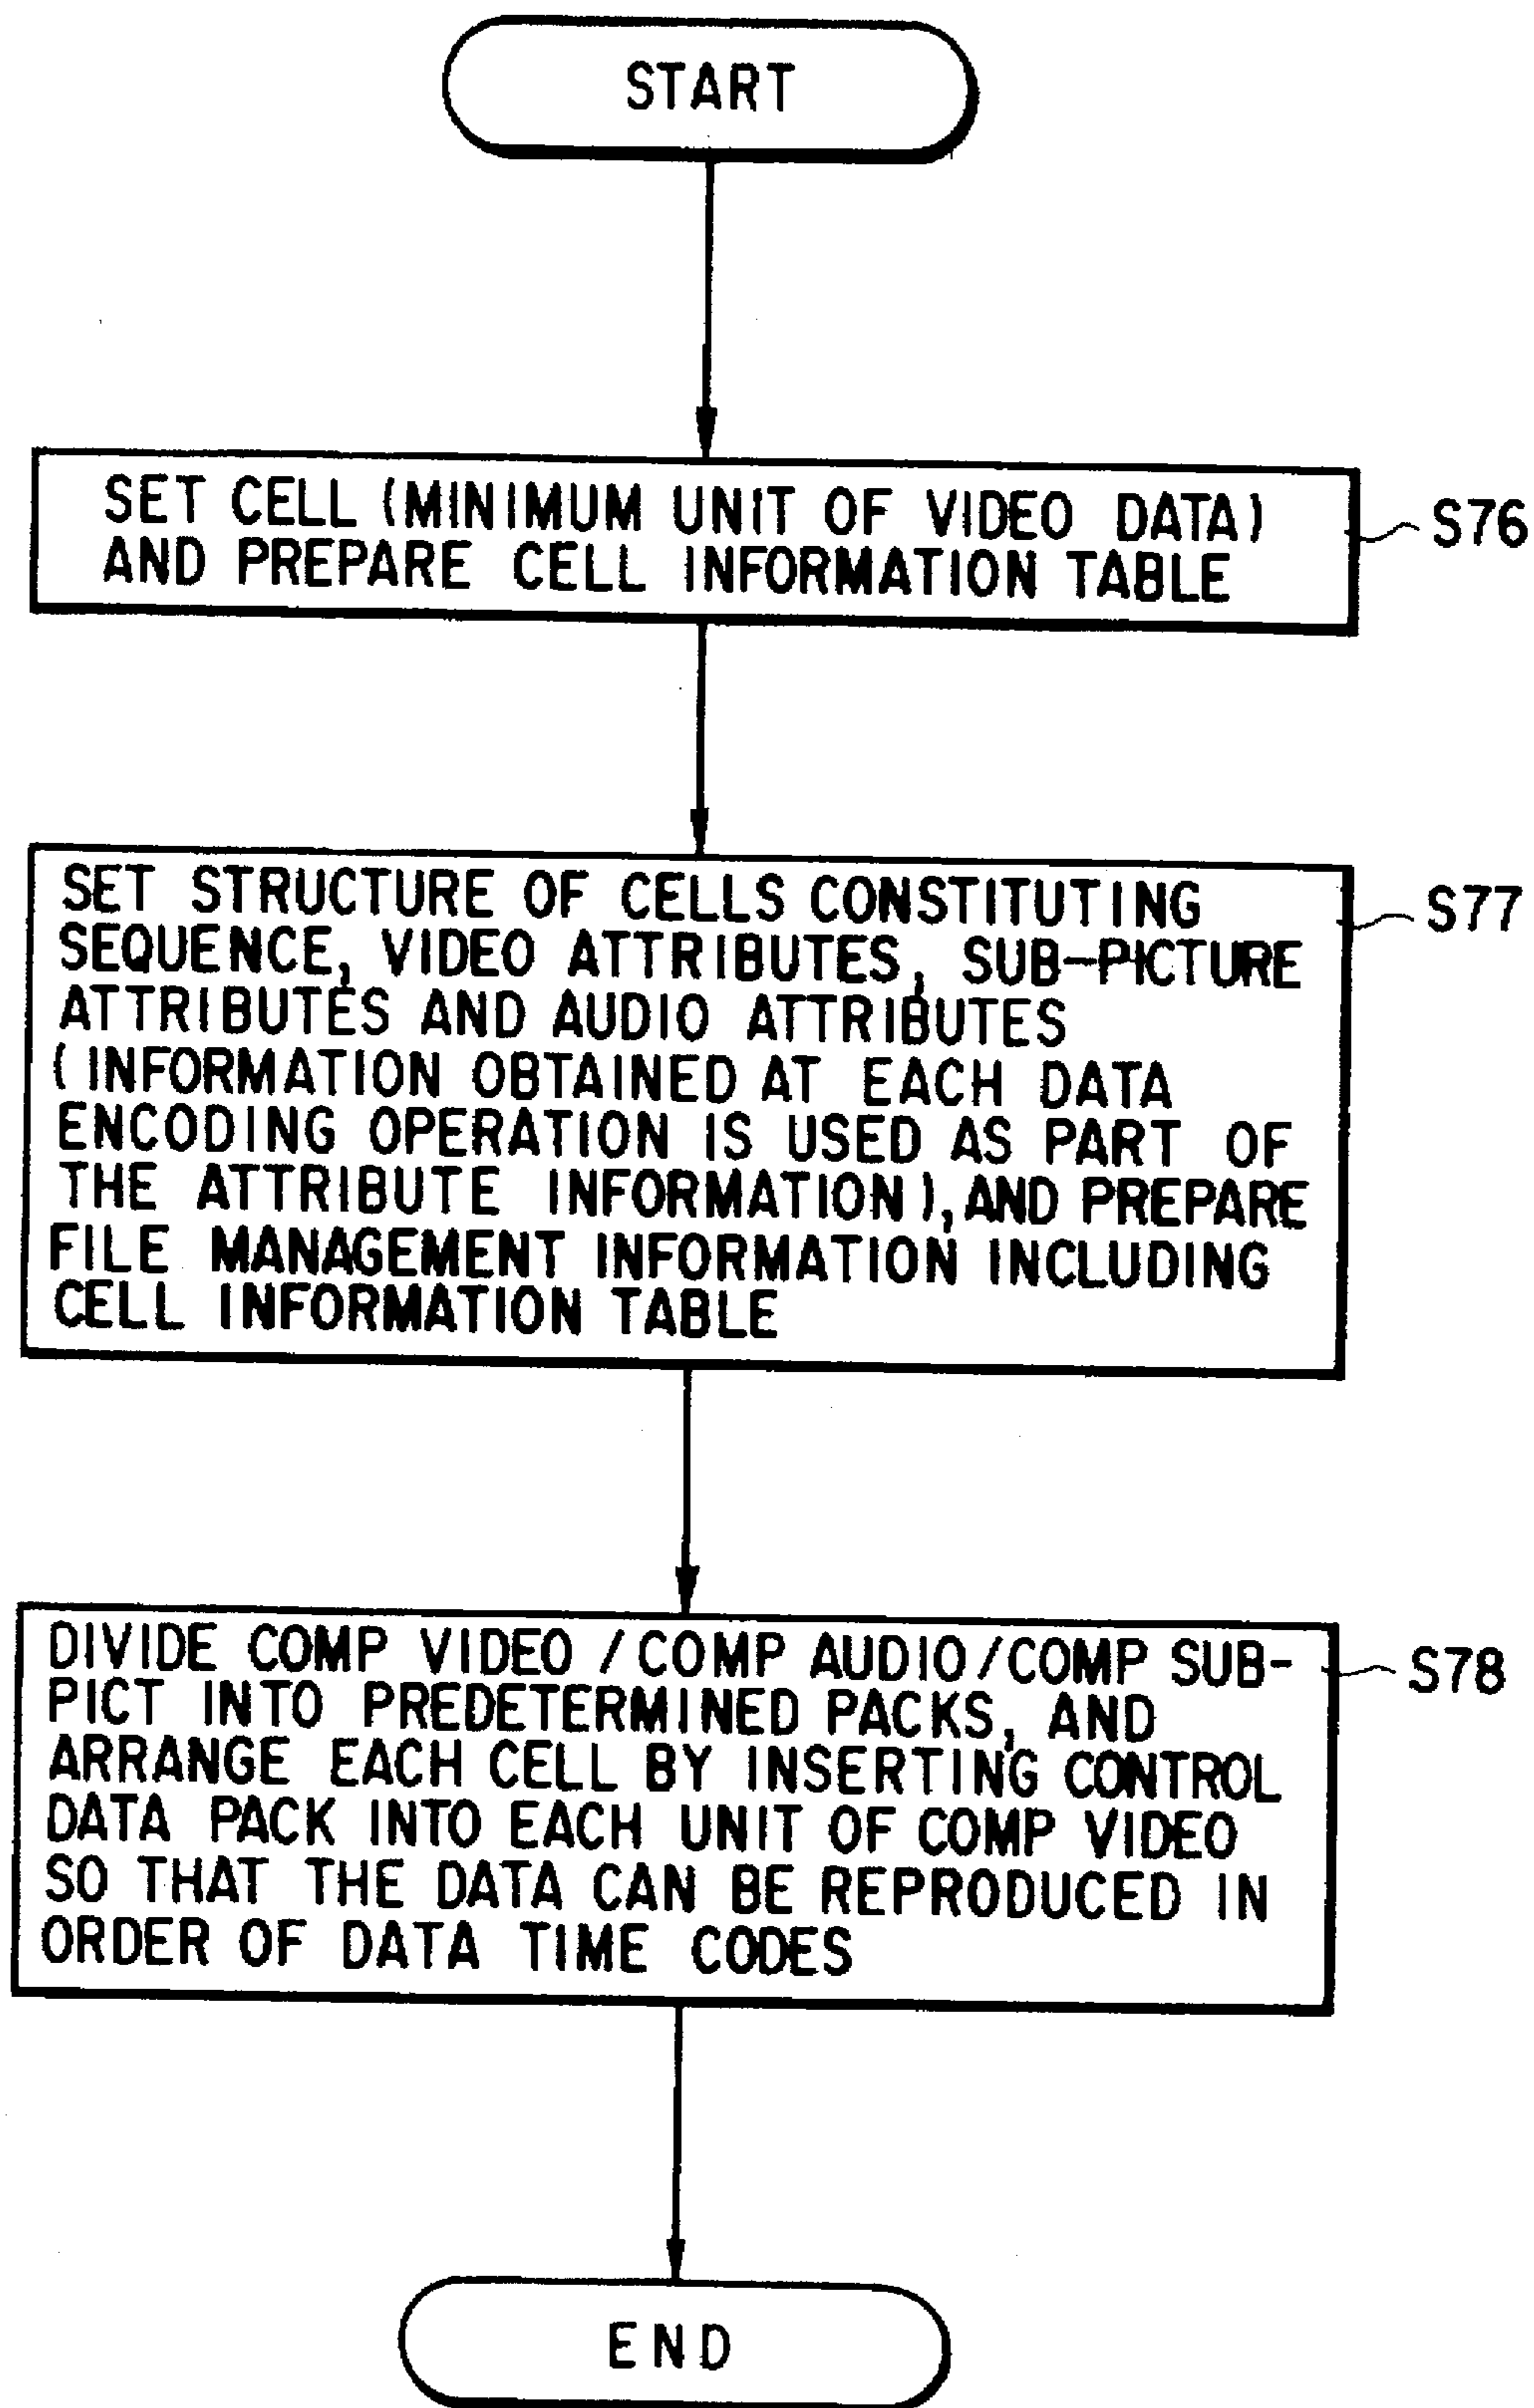 START
SET CELL (MINIMUM UNIT OF VIDEO DATA)
AND PREPARE CELL INFORMATION TABLE
S76
SET STRUCTURE OF CELLS CONSTITUTING
SEQUENCE, VIDEO ATTRIBUTES, SUB-PICTURE
ATTRIBUTES AND AUDIO ATTRIBUTES
(INFORMATION OBTAINED AT EACH DATA
ENCODING OPERATION IS USED AS PART OF
THE ATTRIBUTE INFORMATION), AND PREPARE
FILE MANAGEMENT INFORMATION INCLUDING
CELL INFORMATION TABLE
S77
DIVIDE COMP VIDEO/COMP AUDIO/COMP SUB-
PICT INTO PREDETERMINED PACKS, AND
ARRANGE EACH CELL BY INSERTING CONTROL
DATA PACK INTO EACH UNIT OF COMP VIDEO
SO THAT THE DATA CAN BE REPRODUCED IN
ORDER OF DATA TIME CODES
S78
END